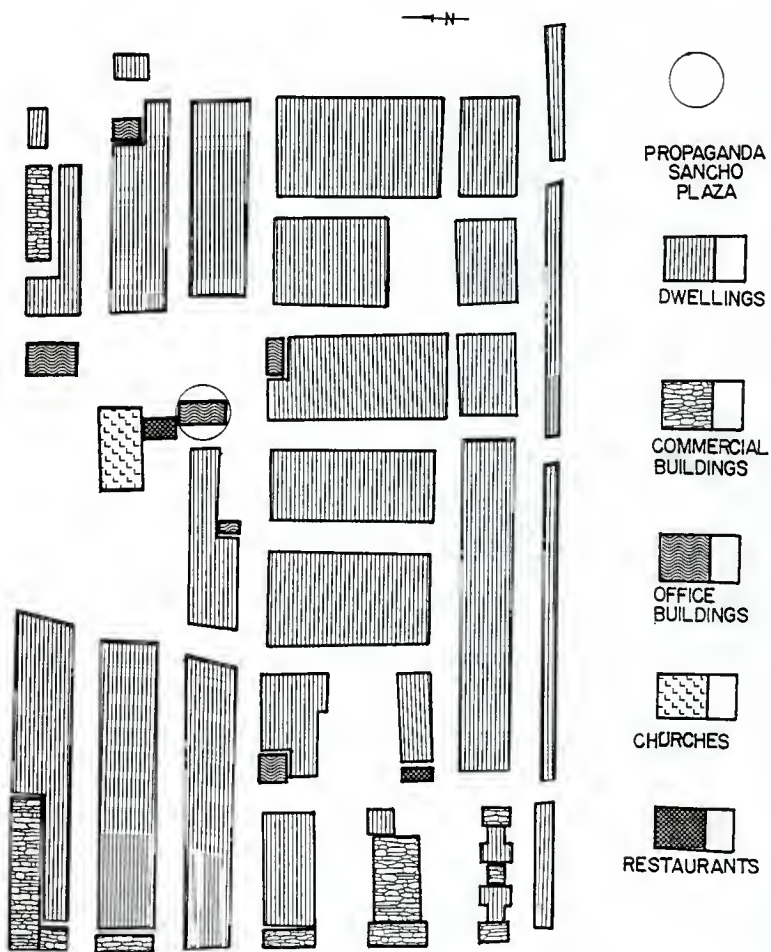 N
PROPAGANDA
SANCHO
PLAZA
DWELLINGS
COMMERCIAL
BUILDINGS
OFFICE
BUILDINGS
CHURCHES
RESTAURANTS